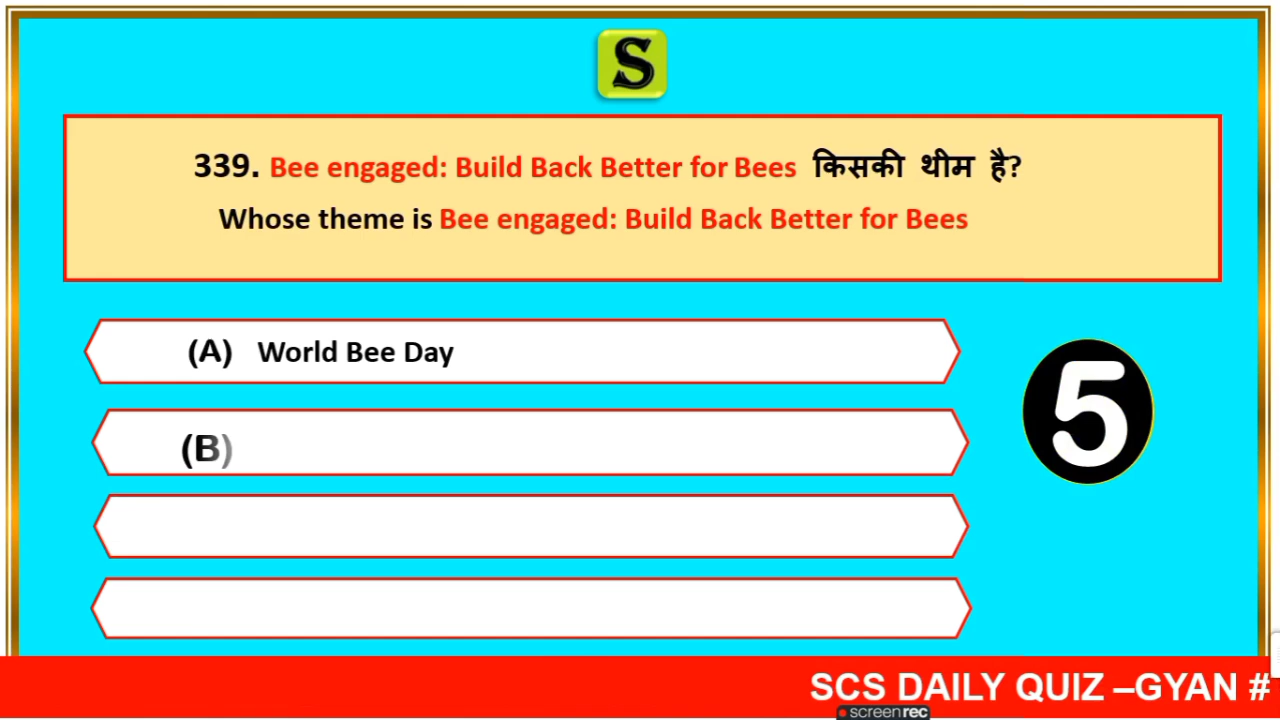 S
339. Bee engaged: Build Back Better for Bees किसकी थीम है?
Whose theme is Bee engaged: Build Back Better for Bees
(A) World Bee Day
5
(B)
SCS DAILY QUIZ –GYAN #
screenrec